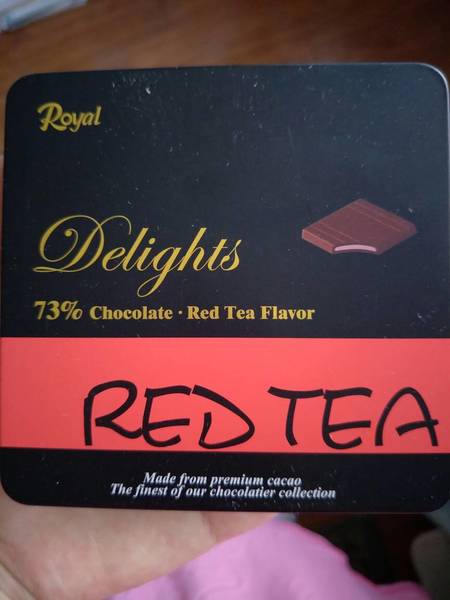 Royal
Delights
73% Chocolate · Red Tea Flavor
RED TEA
Made from premium cacao
The finest of our chocolatier collection